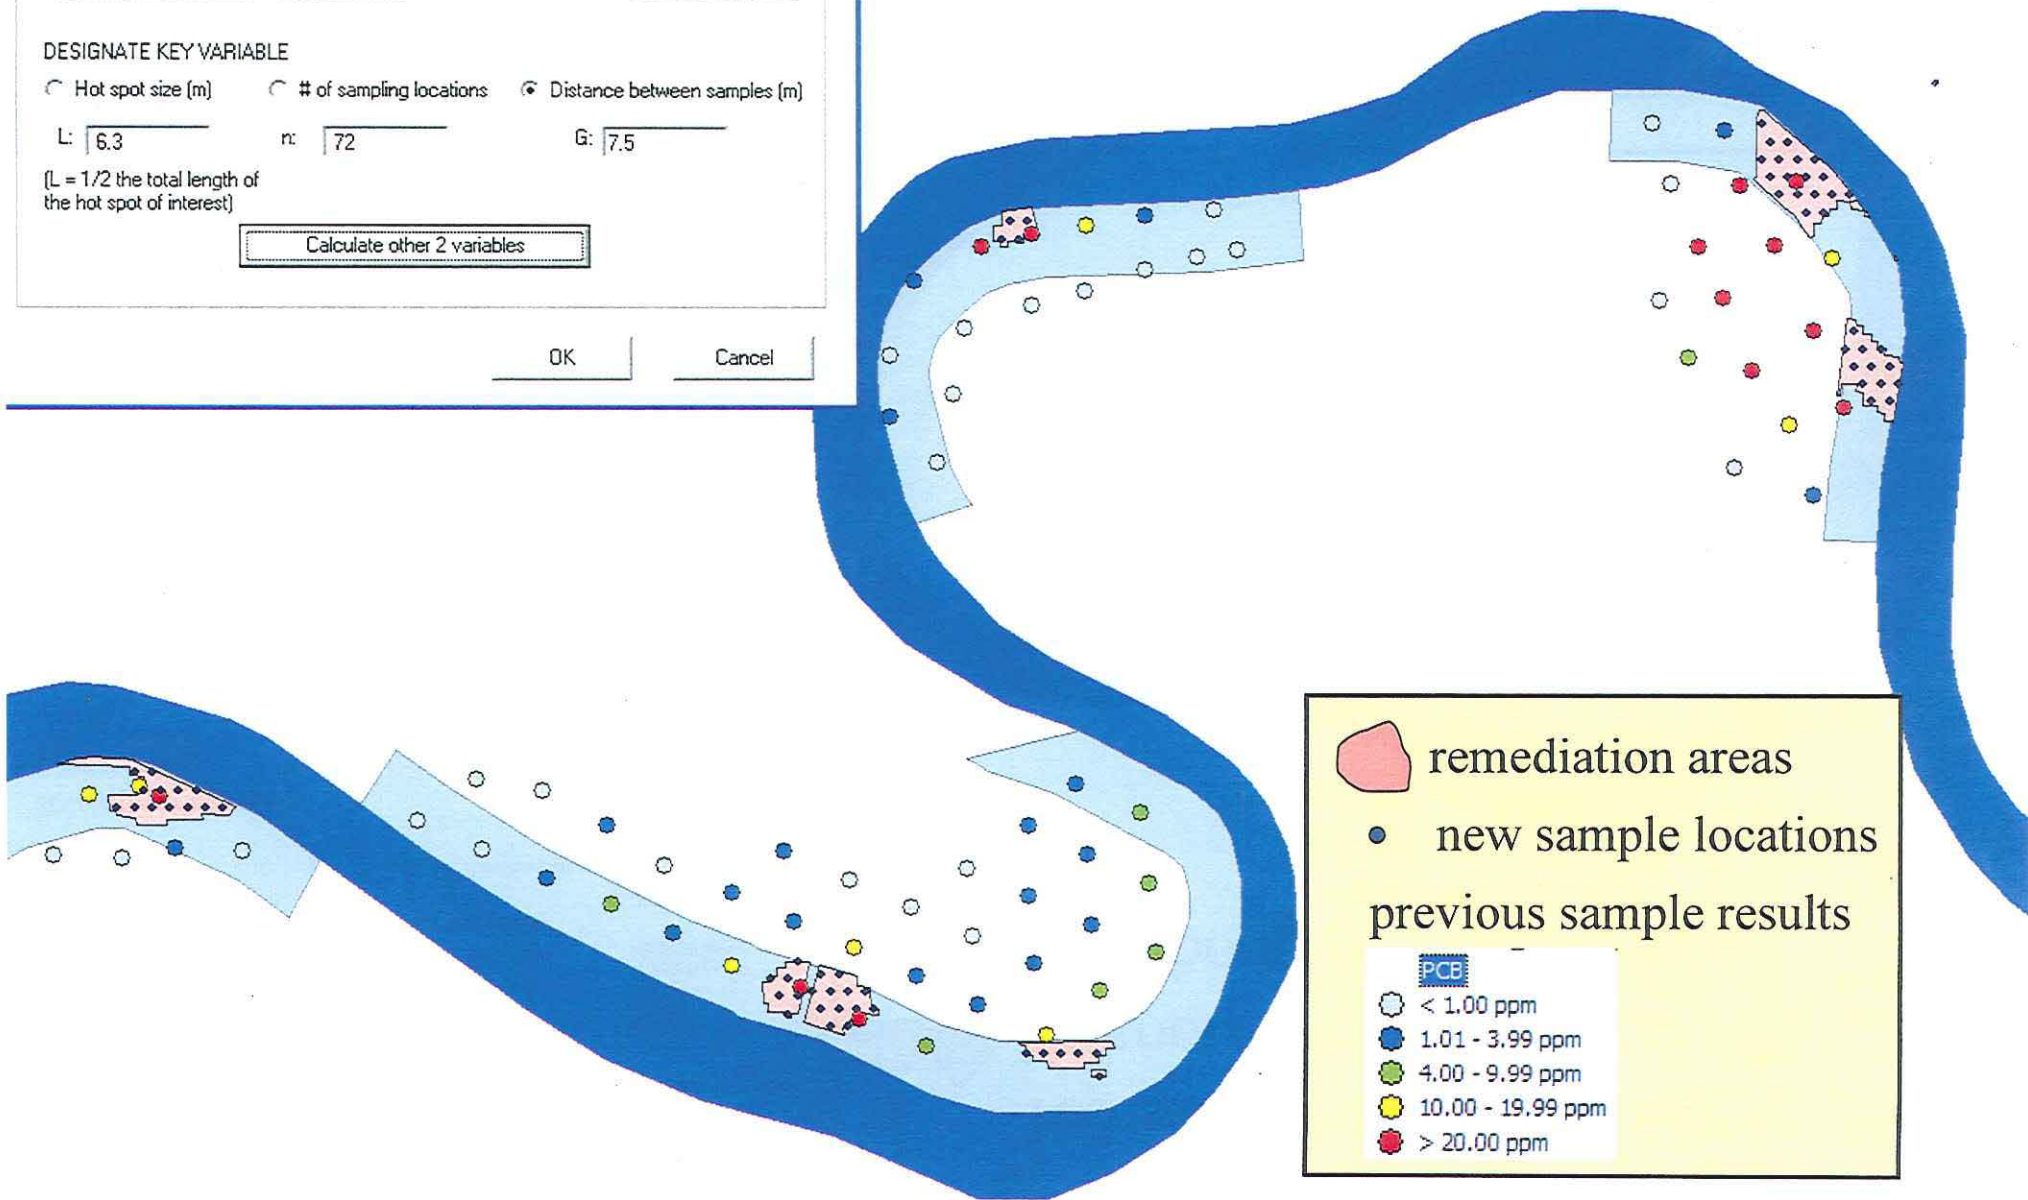 DESIGNATE KEY VARIABLE
Hot spot size (m) # of sampling locations Distance between samples (m)
L: 6.3 n: 72 G: 7.5
(L = 1/2 the total length of
the hot spot of interest)
Calculate other 2 variables
OK Cancel
remediation areas
new sample locations
previous sample results
PCB
< 1.00 ppm
1.01 - 3.99 ppm
4.00 - 9.99 ppm
10.00 - 19.99 ppm
> 20.00 ppm